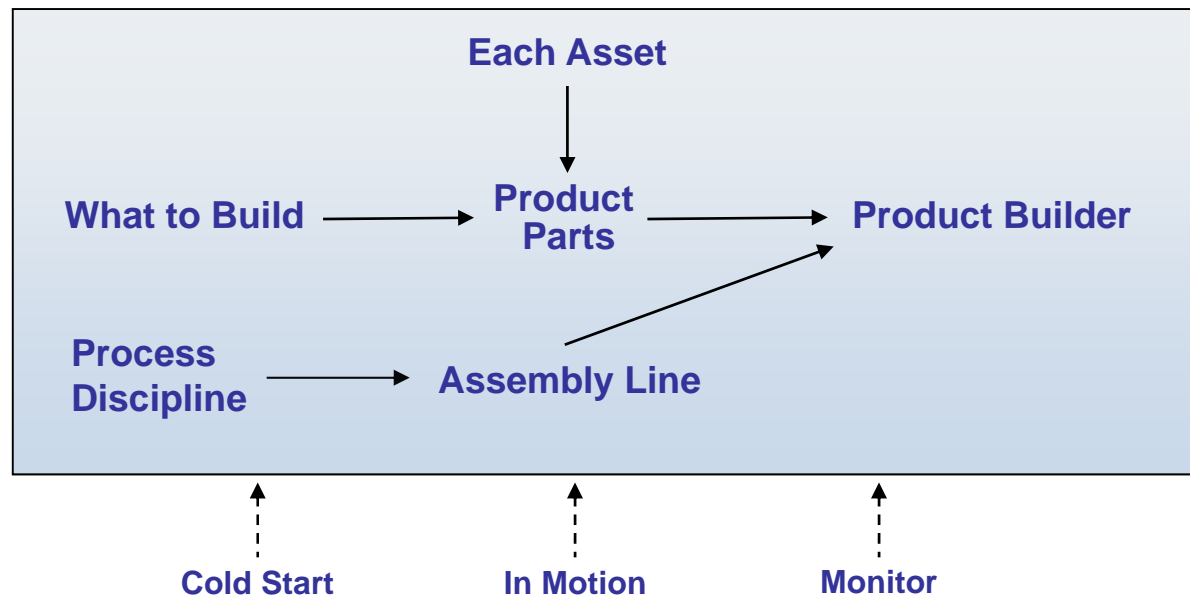 Each Asset
What to Build
Product
Parts
Product Builder
Process
Discipline
Assembly Line
Cold Start
In Motion
Monitor